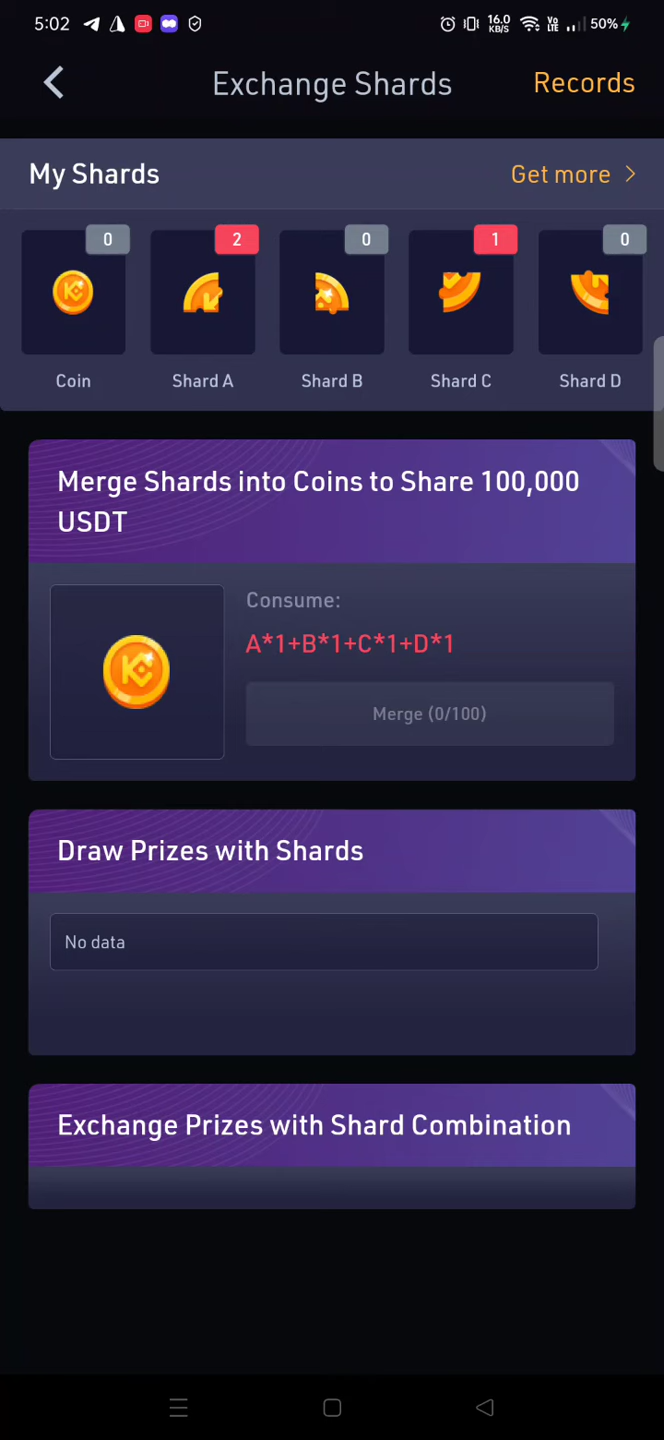 5:02
16.0
KB/S
VO
LTE
50%
Exchange Shards
Records
My Shards
Get more
0
2
0
1
0
Coin
Shard A
Shard B
Shard C
Shard D
Merge Shards into Coins to Share 100,000
USDT
Consume:
A*1+B*1+C*1+D*1
Merge (0/100)
Draw Prizes with Shards
No data
Exchange Prizes with Shard Combination